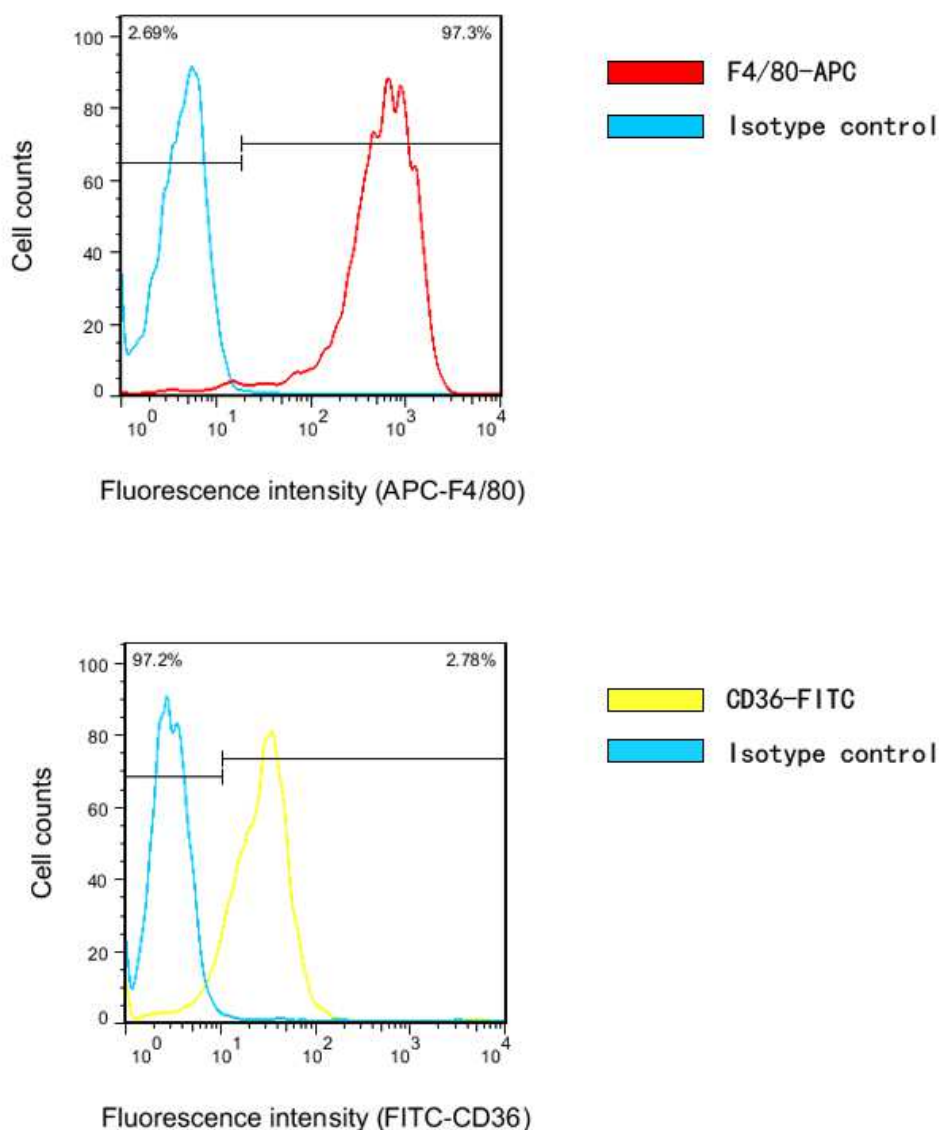 2.69% 97.3%
100
80
60
40
20
0
Cell counts
10^0 10^1 10^2 10^3 10^4
Fluorescence intensity (APC-F4/80)
F4/80-APC
Isotype control
97.2% 2.78%
100
80
60
40
20
0
Cell counts
10^0 10^1 10^2 10^3 10^4
Fluorescence intensity (FITC-CD36)
CD36-FITC
Isotype control